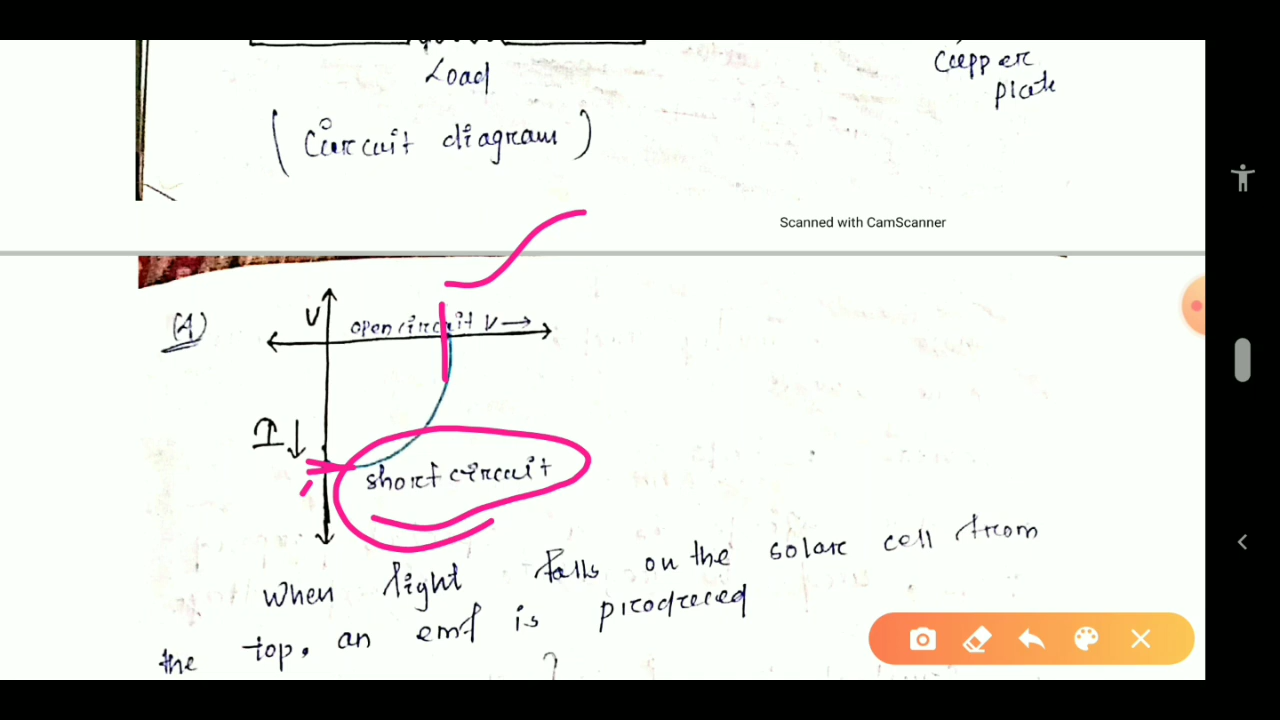 Load
Copper
plate
(Circuit diagram)
Scanned with CamScanner
(A)
V
open circuit V →
I ↓
short circuit
When light falls on the solar cell from
the top, an emf is produced